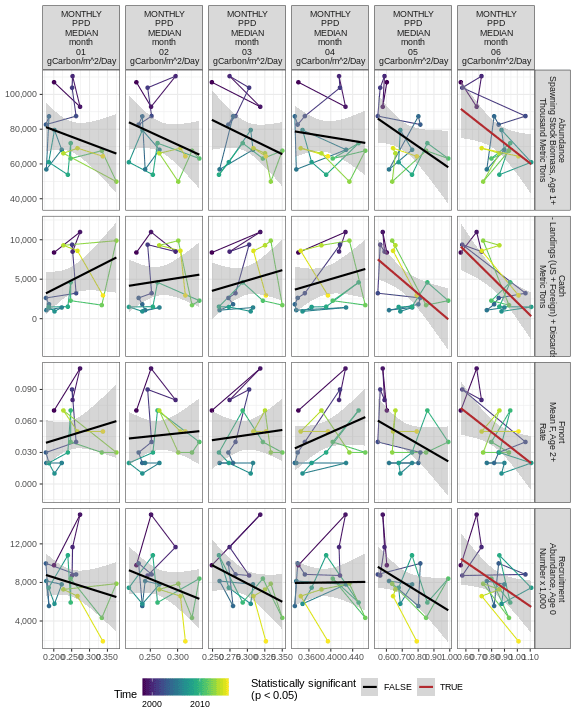 MONTHLY
PPD
MEDIAN
month
01
gCarbon/m^2/Day
MONTHLY
PPD
MEDIAN
month
02
gCarbon/m^2/Day
MONTHLY
PPD
MEDIAN
month
03
gCarbon/m^2/Day
MONTHLY
PPD
MEDIAN
month
04
gCarbon/m^2/Day
MONTHLY
PPD
MEDIAN
month
05
gCarbon/m^2/Day
MONTHLY
PPD
MEDIAN
month
06
gCarbon/m^2/Day
100,000
80,000
60,000
40,000
Abundance
Spawning Stock Biomass, Age 1+
Thousand Metric Tons
10,000
5,000
0
Catch
- Landings (US + Foreign) + Discards
Metric Tons
0.090
0.060
0.030
0.000
Fmort
Mean F, Age 2+
Rate
12,000
8,000
4,000
Recruitment
Abundance, Age 0
Number x 1,000
0.200 0.250 0.300 0.350
0.250 0.300
0.250 0.275 0.300 0.325 0.350
0.360 0.400 0.440
0.60 0.70 0.80 0.90 1.00
0.60 0.70 0.80 0.90 1.00 1.10
Time
2000 2010
Statistically significant
(p < 0.05)
FALSE
TRUE